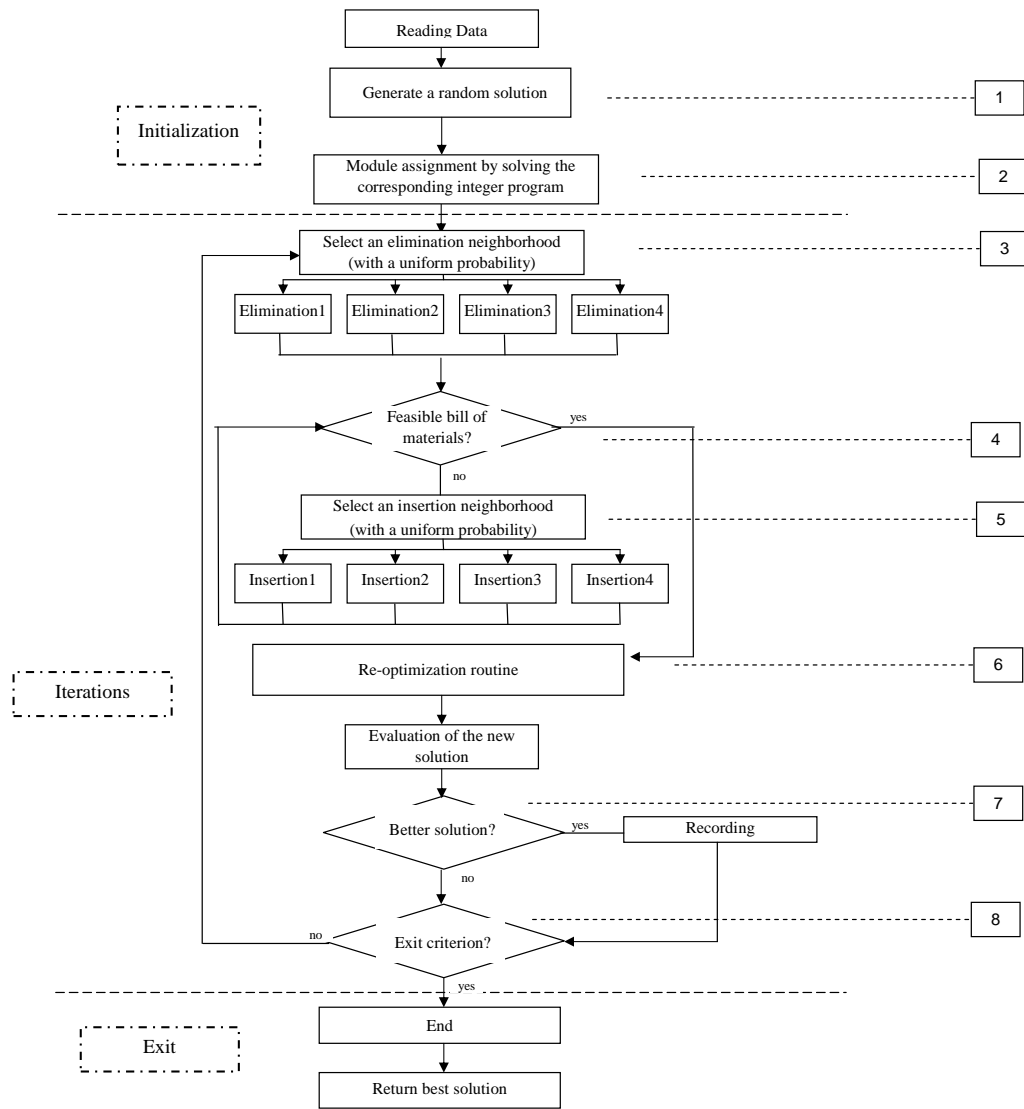 Reading Data
Generate a random solution
1
Initialization
Module assignment by solving the
corresponding integer program
2
Select an elimination neighborhood
(with a uniform probability)
3
Elimination1
Elimination2
Elimination3
Elimination4
Feasible bill of
materials?
yes
4
no
Select an insertion neighborhood
(with a uniform probability)
5
Insertion1
Insertion2
Insertion3
Insertion4
Re-optimization routine
6
Iterations
Evaluation of the new
solution
7
Better solution?
yes
Recording
no
8
Exit criterion?
no
yes
End
Exit
Return best solution